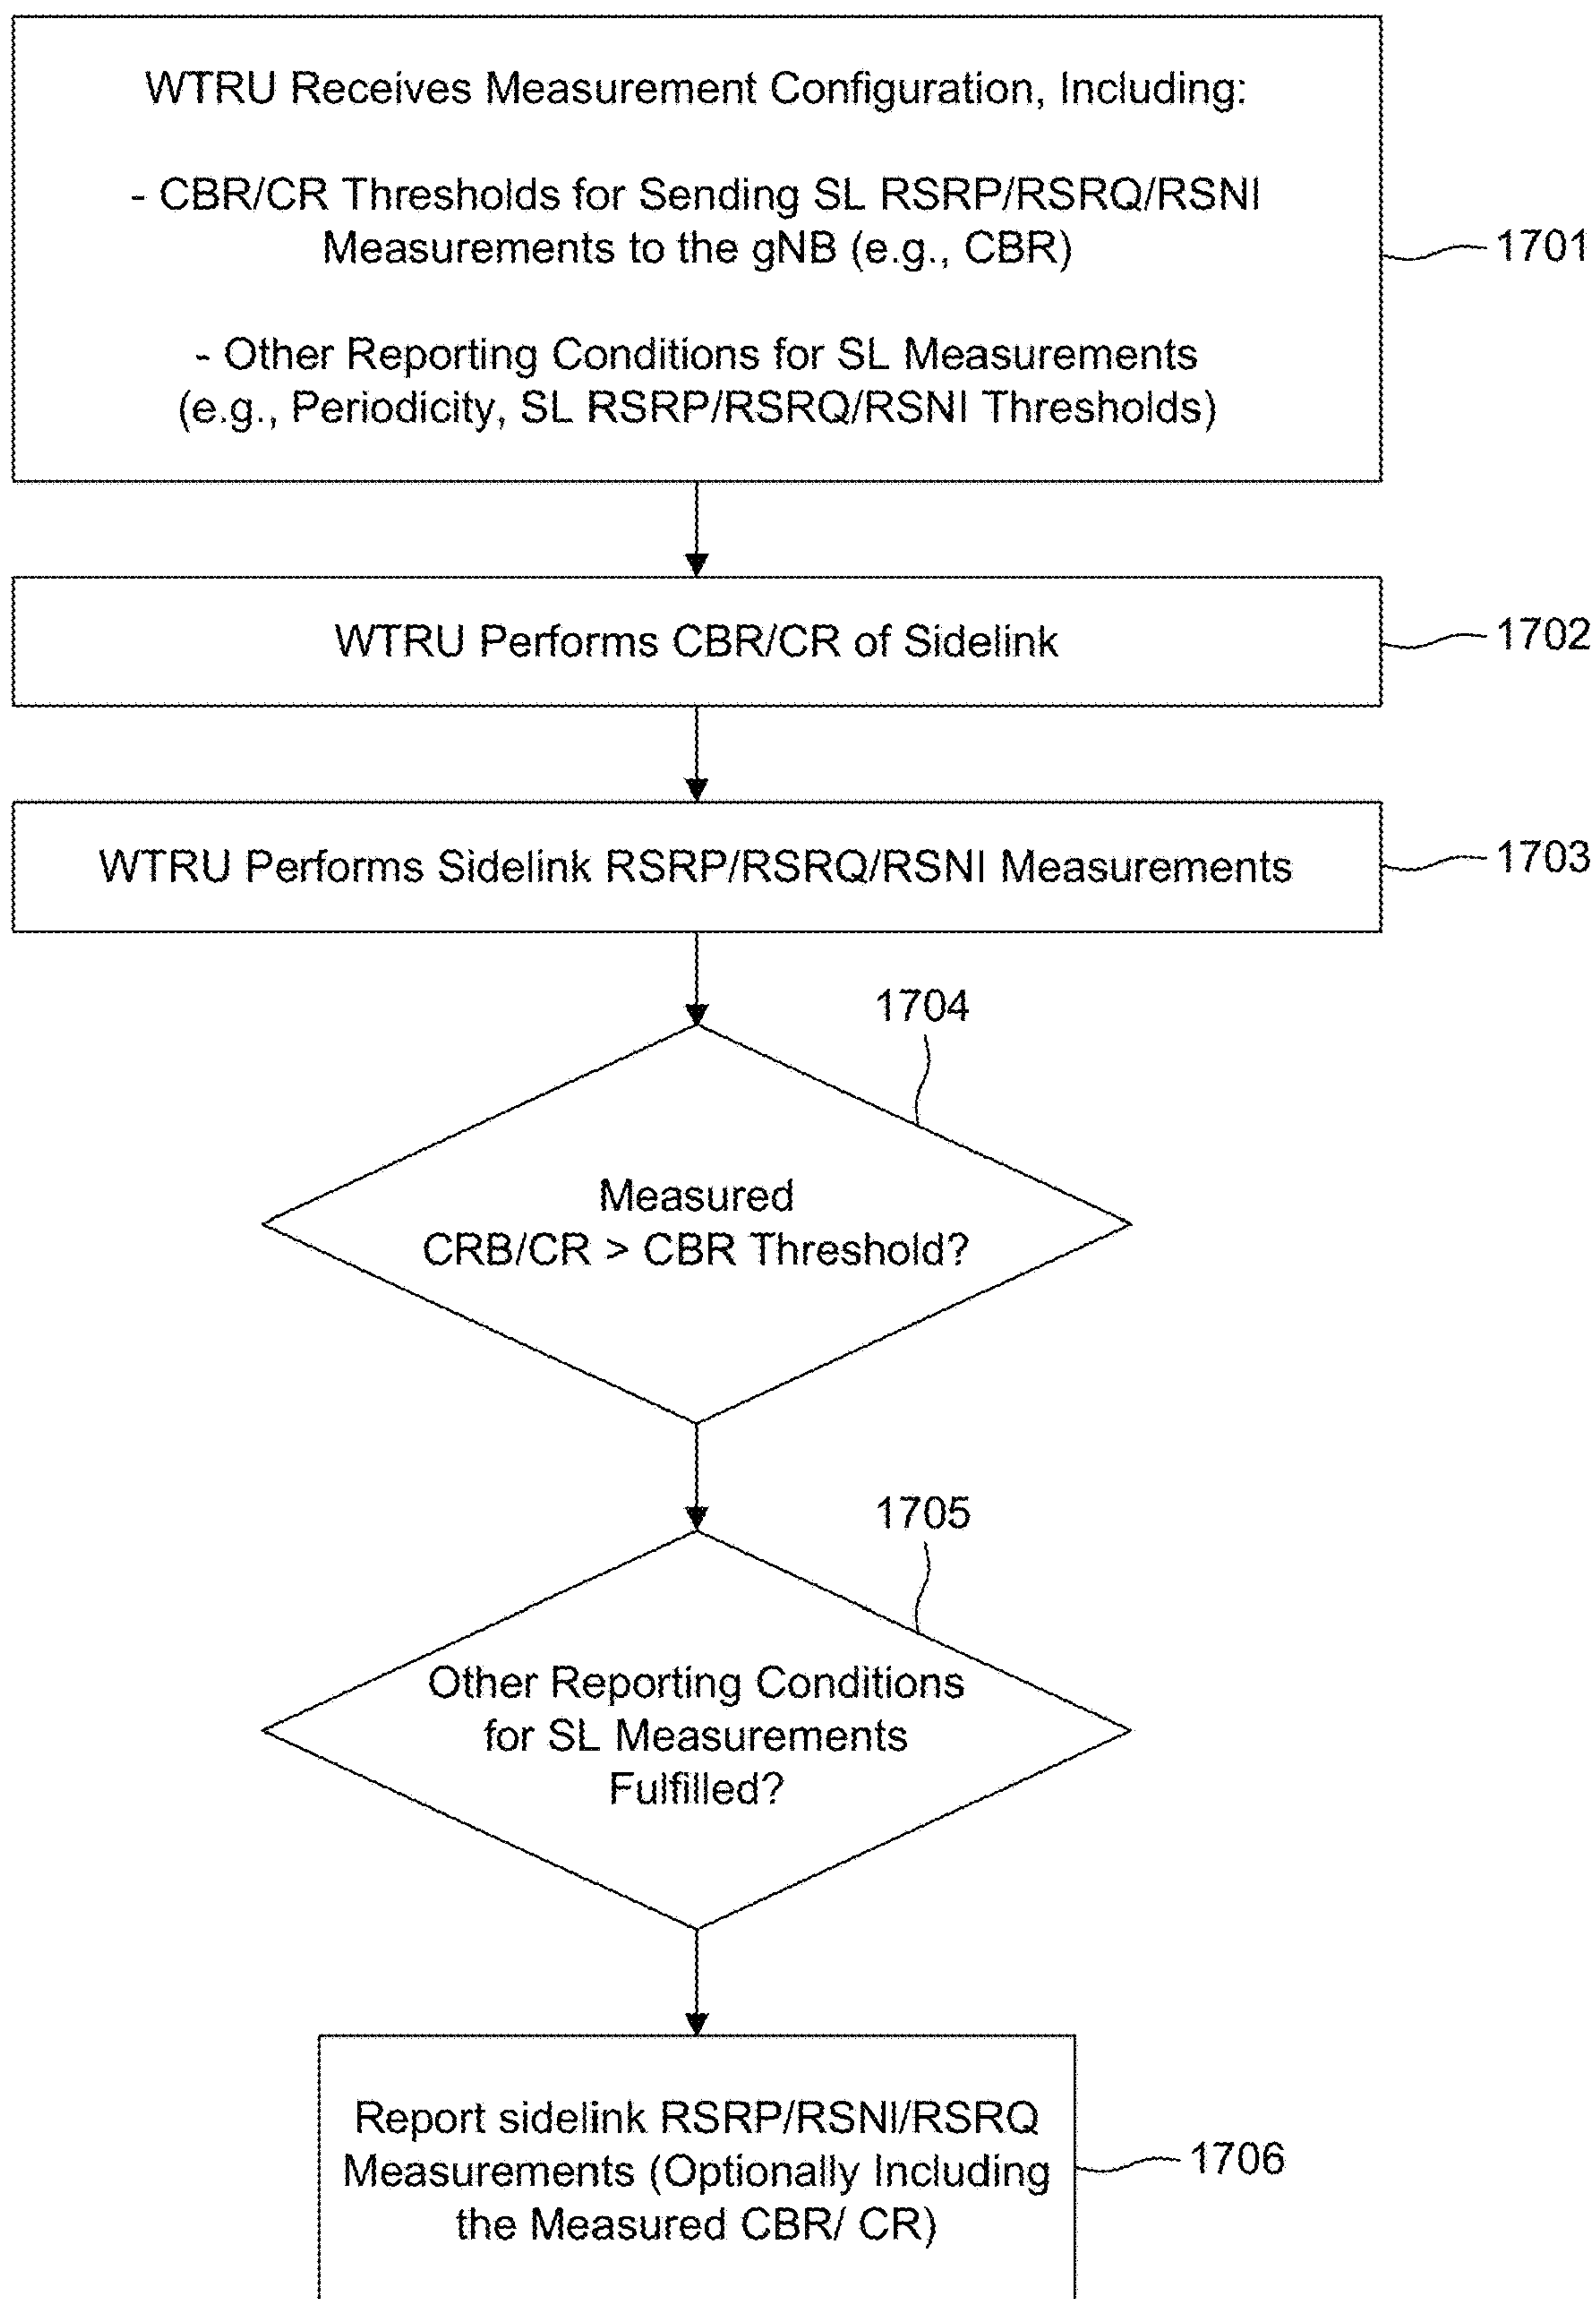 WTRU Receives Measurement Configuration, Including:
- CBR/CR Thresholds for Sending SL RSRP/RSRQ/RSNI
Measurements to the gNB (e.g., CBR)
- Other Reporting Conditions for SL Measurements
(e.g., Periodicity, SL RSRP/RSRQ/RSNI Thresholds)
1701
WTRU Performs CBR/CR of Sidelink
1702
WTRU Performs Sidelink RSRP/RSRQ/RSNI Measurements
1703
1704
Measured
CRB/CR > CBR Threshold?
1705
Other Reporting Conditions
for SL Measurements
Fulfilled?
Report sidelink RSRP/RSNI/RSRQ
Measurements (Optionally Including
the Measured CBR/ CR)
1706